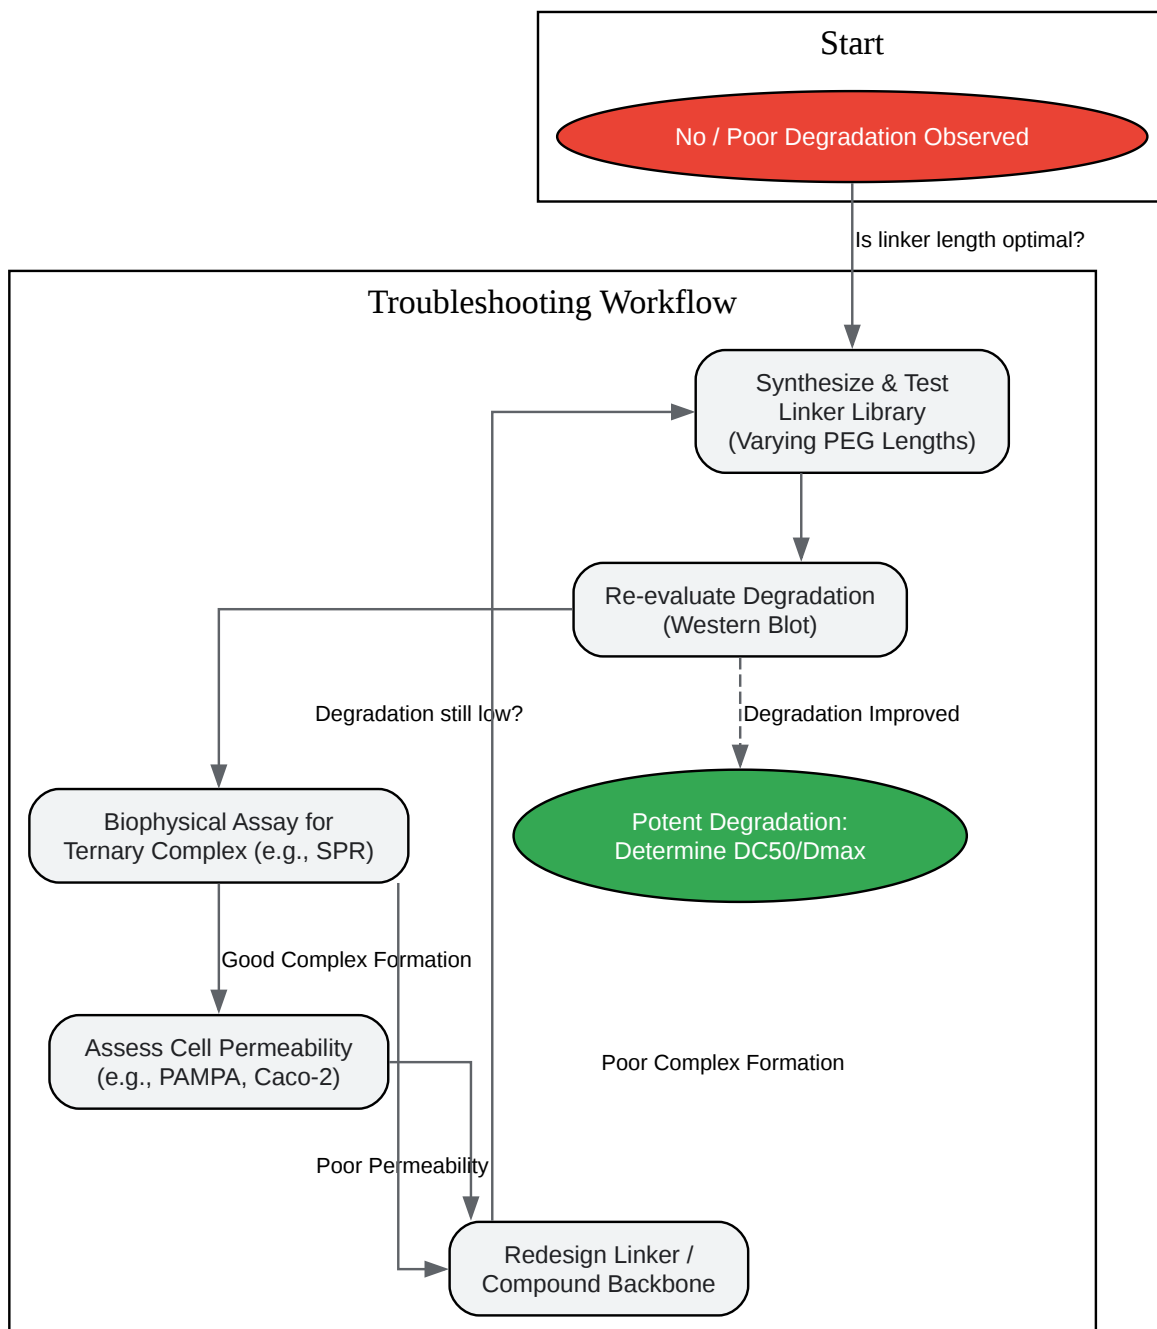 Start
No / Poor Degradation Observed
Is linker length optimal?
Troubleshooting Workflow
Synthesize & Test
Linker Library
(Varying PEG Lengths)
Re-evaluate Degradation
(Western Blot)
Degradation still low?
Degradation Improved
Biophysical Assay for
Ternary Complex (e.g., SPR)
Potent Degradation:
Determine DC50/Dmax
Good Complex Formation
Assess Cell Permeability
(e.g., PAMPA, Caco-2)
Poor Complex Formation
Poor Permeability
Redesign Linker /
Compound Backbone